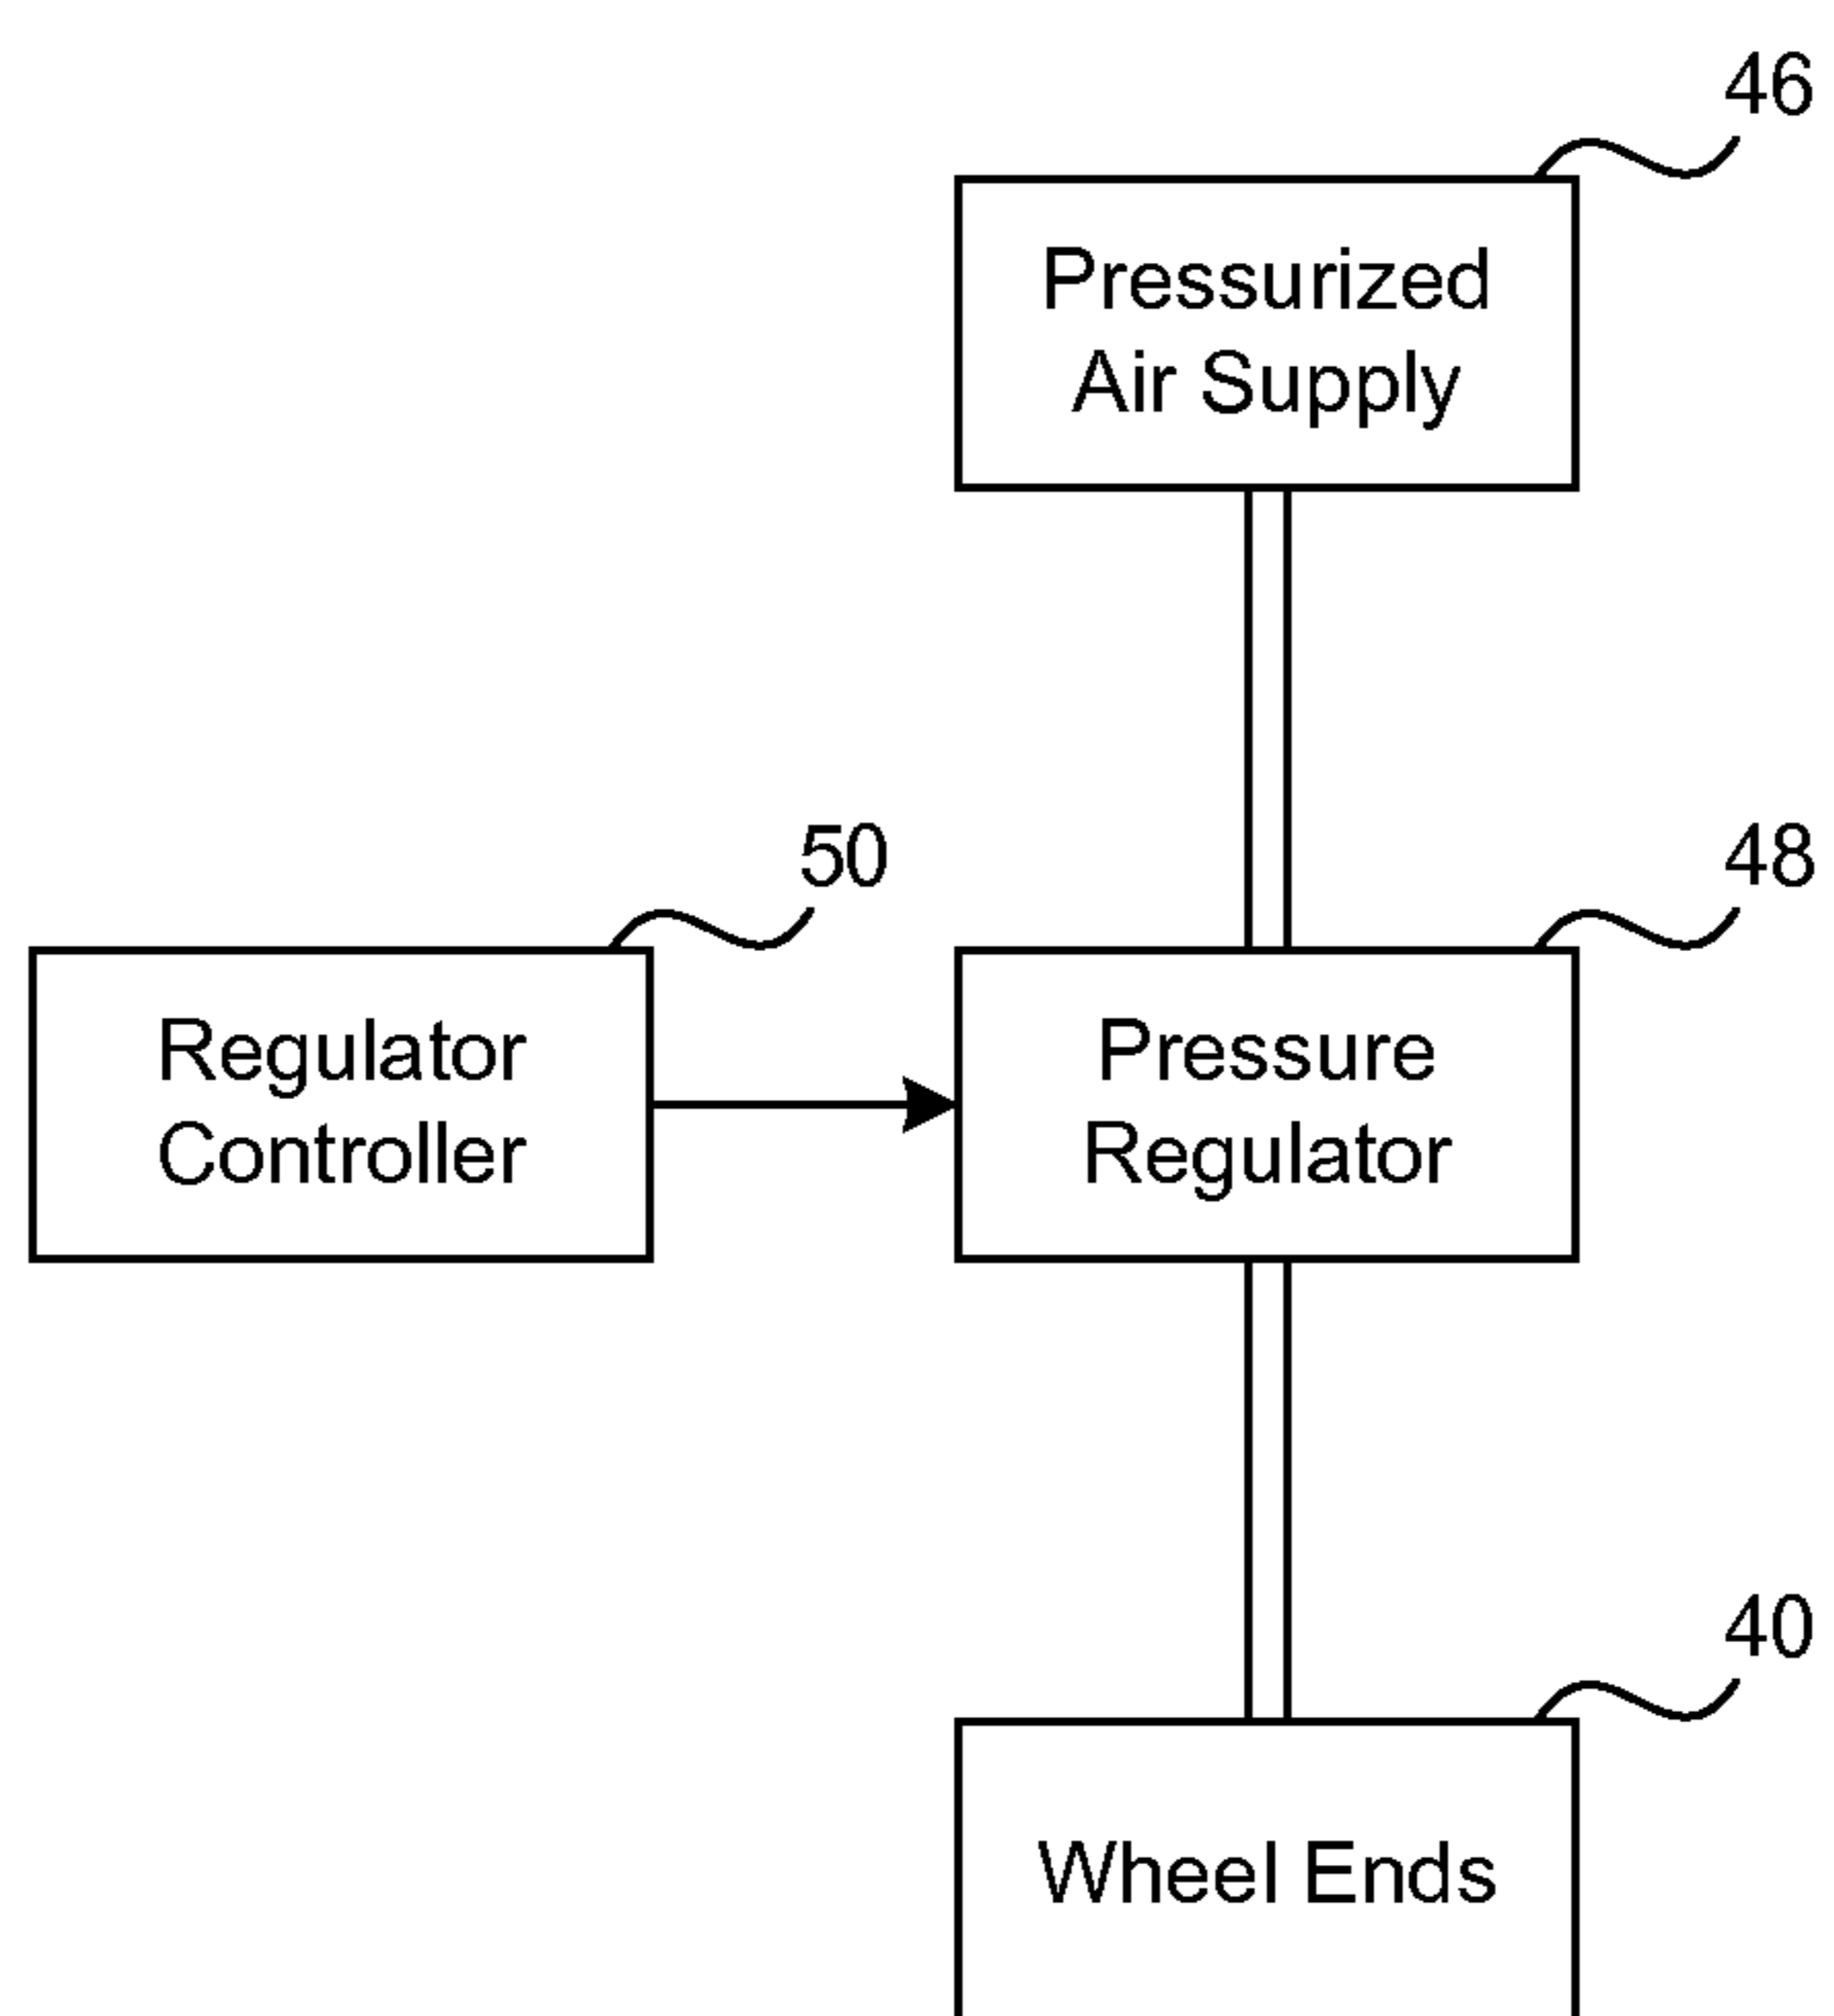 46
Pressurized
Air Supply
50
48
Regulator
Controller
Pressure
Regulator
40
Wheel Ends